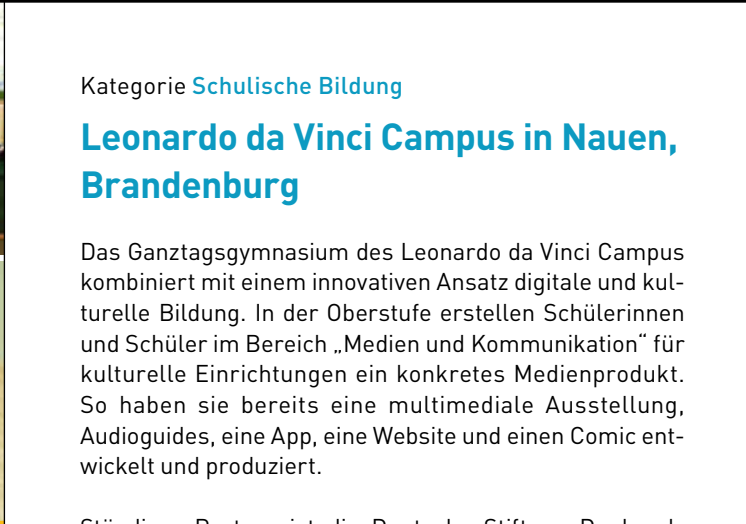 Kategorie Schulische Bildung
Leonardo da Vinci Campus in Nauen,
Brandenburg
Das Ganztagsgymnasium des Leonardo da Vinci Campus
kombiniert mit einem innovativen Ansatz digitale und kul-
turelle Bildung. In der Oberstufe erstellen Schülerinnen
und Schüler im Bereich „Medien und Kommunikation“ für
kulturelle Einrichtungen ein konkretes Medienprodukt.
So haben sie bereits eine multimediale Ausstellung,
Audioguides, eine App, eine Website und einen Comic ent-
wickelt und produziert.